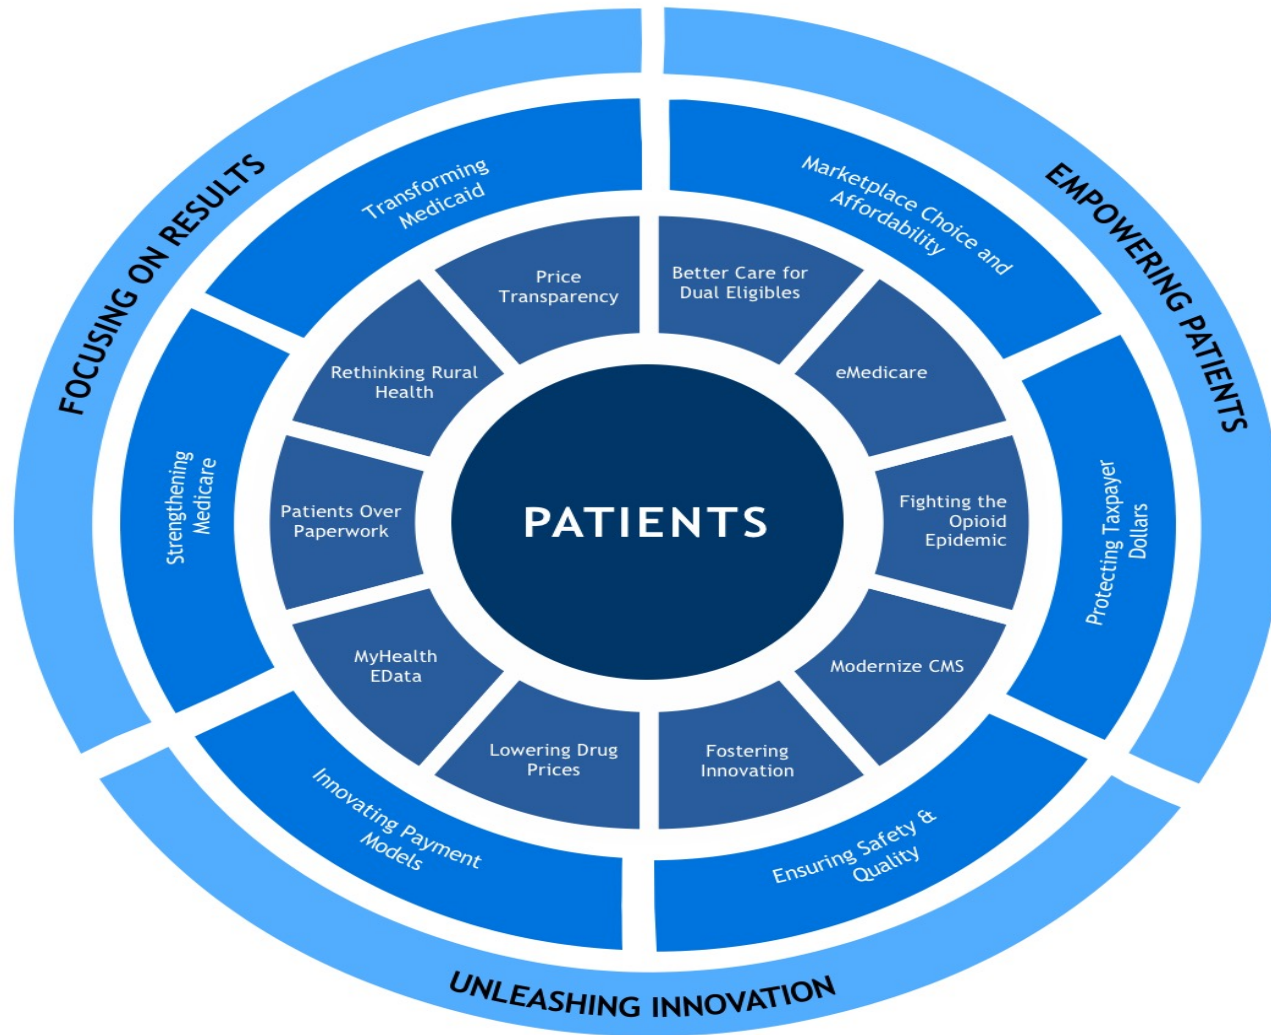 FOCUSING ON RESULTS
EMPOWERING PATIENTS
UNLEASHING INNOVATION
Transforming
Medicaid
Marketplace Choice and
Affordability
Protecting Taxpayer
Dollars
Ensuring Safety &
Quality
Innovating Payment
Models
Strengthening
Medicare
Price
Transparency
Better Care for
Dual Eligibles
eMedicare
Fighting the
Opioid
Epidemic
Modernize CMS
Fostering
Innovation
Lowering Drug
Prices
MyHealth
EData
Patients Over
Paperwork
Rethinking Rural
Health
PATIENTS